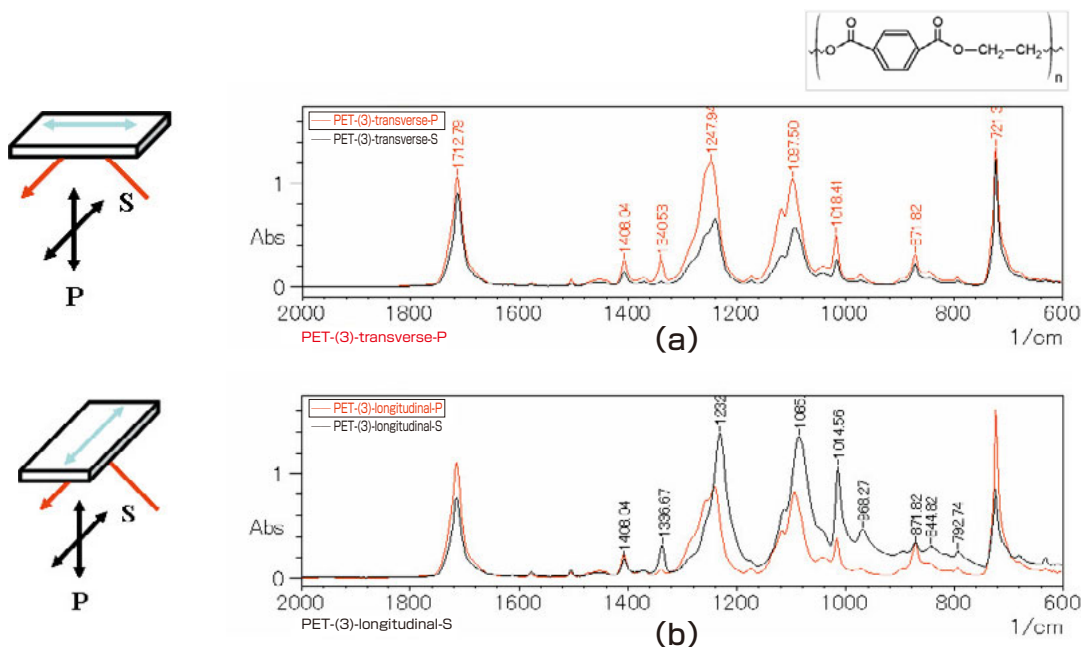 O
O
O
O
n
PET-(3)-transverse-P
PET-(3)-transverse-S
1712.79
1408.04
1340.53
1247.94
1097.50
1018.41
871.82
721.3
1
Abs
0
2000 1800 1600 1400 1200 1000 800 600
PET-(3)-transverse-P
(a)
1/cm
S
P
PET-(3)-longitudinal-P
PET-(3)-longitudinal-S
1408.04
1336.67
1232
1085.
1014.56
968.27
871.82
844.82
792.74
1
Abs
0
2000 1800 1600 1400 1200 1000 800 600
PET-(3)-longitudinal-S
(b)
1/cm
S
P